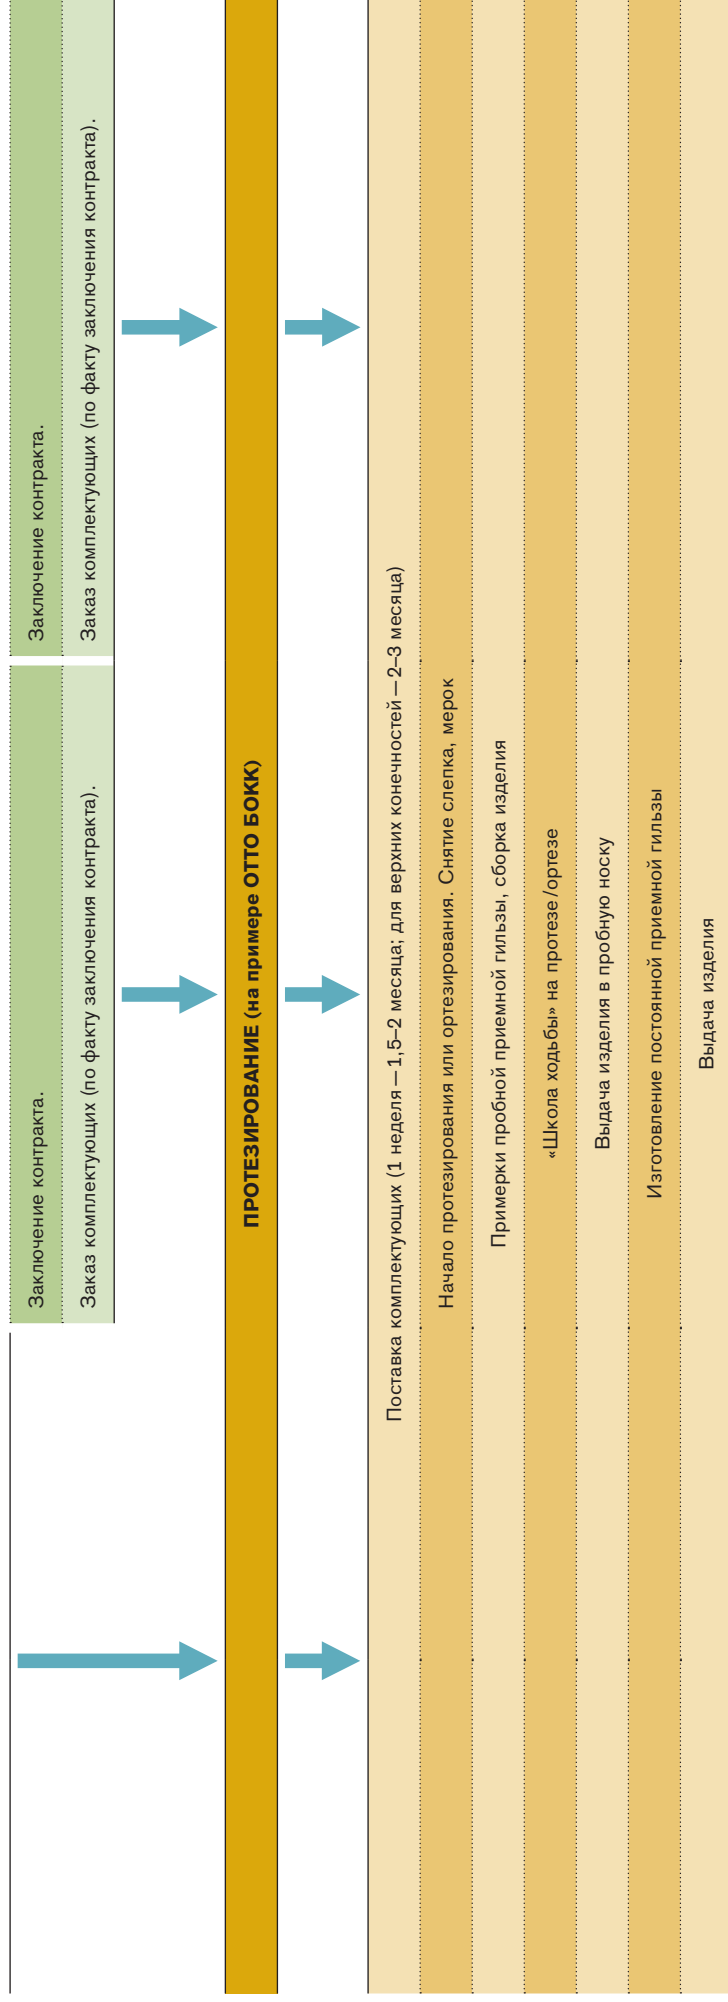 Заключение контракта.
Заключение контракта.
Заказ комплектующих (по факту заключения контракта).
Заказ комплектующих (по факту заключения контракта).
ПРОТЕЗИРОВАНИЕ (на примере ОТТО БОКК)
Поставка комплектующих (1 неделя — 1,5–2 месяца; для верхних конечностей — 2–3 месяца)
Начало протезирования или ортезирования. Снятие слепка, мерок
Примерки пробной приемной гильзы, сборка изделия
«Школа ходьбы» на протезе/ортезе
Выдача изделия в пробную носку
Изготовление постоянной приемной гильзы
Выдача изделия